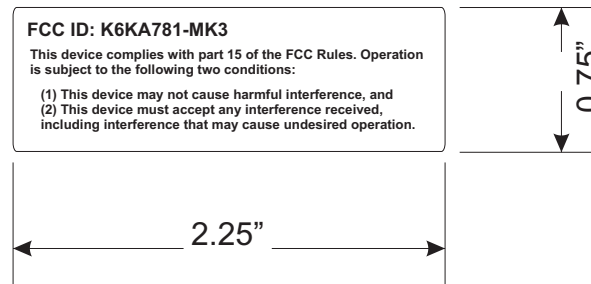 FCC ID: K6KA781-MK3
This device complies with part 15 of the FCC Rules. Operation
is subject to the following two conditions:
(1) This device may not cause harmful interference, and
(2) This device must accept any interference received,
including interference that may cause undesired operation.
0.75”
2.25”